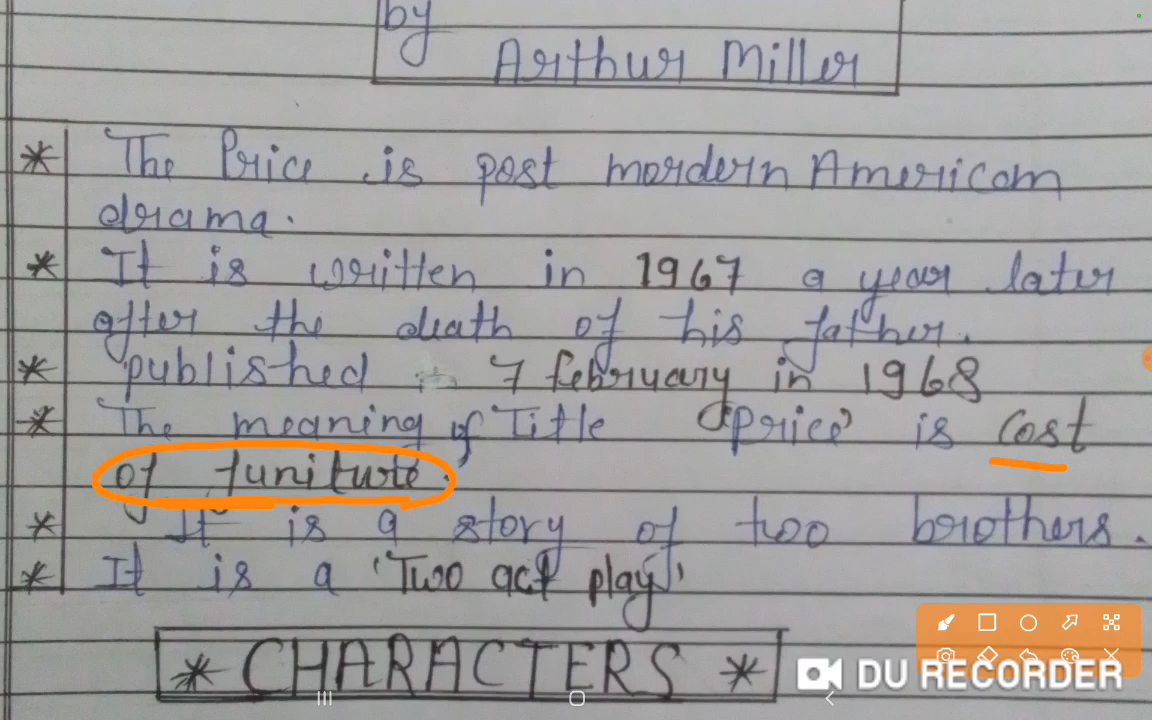 by
Arthur Miller
* The Price is post mordern American
drama.
* It is written in 1967 a year later
after the death of his father.
* published 7 february in 1968
* The meaning of Title 'price' is cost
of funiture.
* It is a story of two brothers.
* It is a 'Two act play'
* CHARACTERS *
DU RECORDER